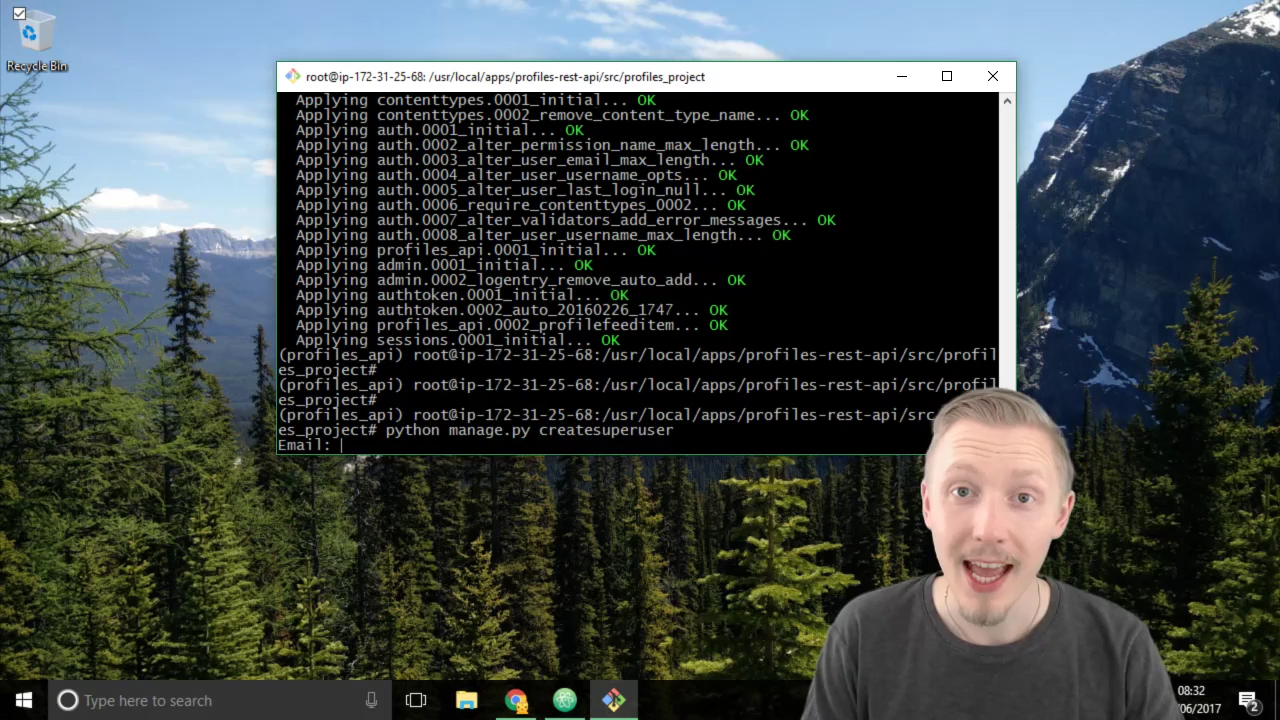 Recycle Bin
root@ip-172-31-25-68: /usr/local/apps/profiles-rest-api/src/profiles_project
Applying contenttypes.0001_initial... OK
Applying contenttypes.0002_remove_content_type_name... OK
Applying auth.0001_initial... OK
Applying auth.0002_alter_permission_name_max_length... OK
Applying auth.0003_alter_user_email_max_length... OK
Applying auth.0004_alter_user_username_opts... OK
Applying auth.0005_alter_user_last_login_null... OK
Applying auth.0006_require_contenttypes_0002... OK
Applying auth.0007_alter_validators_add_error_messages... OK
Applying auth.0008_alter_user_username_max_length... OK
Applying profiles_api.0001_initial... OK
Applying admin.0001_initial... OK
Applying admin.0002_logentry_remove_auto_add... OK
Applying authtoken.0001_initial... OK
Applying authtoken.0002_auto_20160226_1747... OK
Applying profiles_api.0002_profilefeeditem... OK
Applying sessions.0001_initial... OK
(profiles_api) root@ip-172-31-25-68:/usr/local/apps/profiles-rest-api/src/profil
es_project#
(profiles_api) root@ip-172-31-25-68:/usr/local/apps/profiles-rest-api/src/profil
es_project#
(profiles_api) root@ip-172-31-25-68:/usr/local/apps/profiles-rest-api/src
es_project# python manage.py createsuperuser
Email:
Type here to search
08:32
/06/2017
2